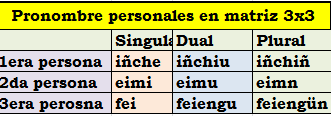 Pronombre personales en matriz 3x3
Singula Dual Plural
1era persona iñche iñchiu iñchiñ
2da persona eimi eimu eimn
3era perosna fei feiengu feiengün